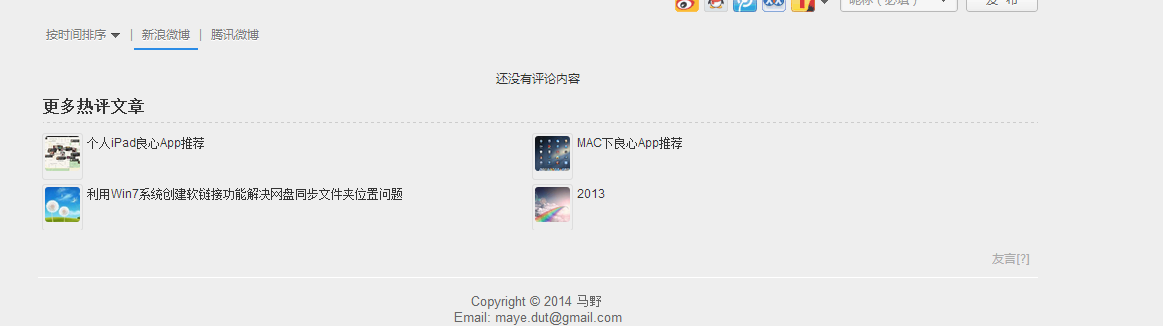 昵称（必填） 发 布
按时间排序 | 新浪微博 | 腾讯微博
还没有评论内容
更多热评文章
个人iPad良心App推荐 MAC下良心App推荐
利用Win7系统创建软链接功能解决网盘同步文件夹位置问题 2013
友言[?]
Copyright © 2014 马野
Email: maye.dut@gmail.com